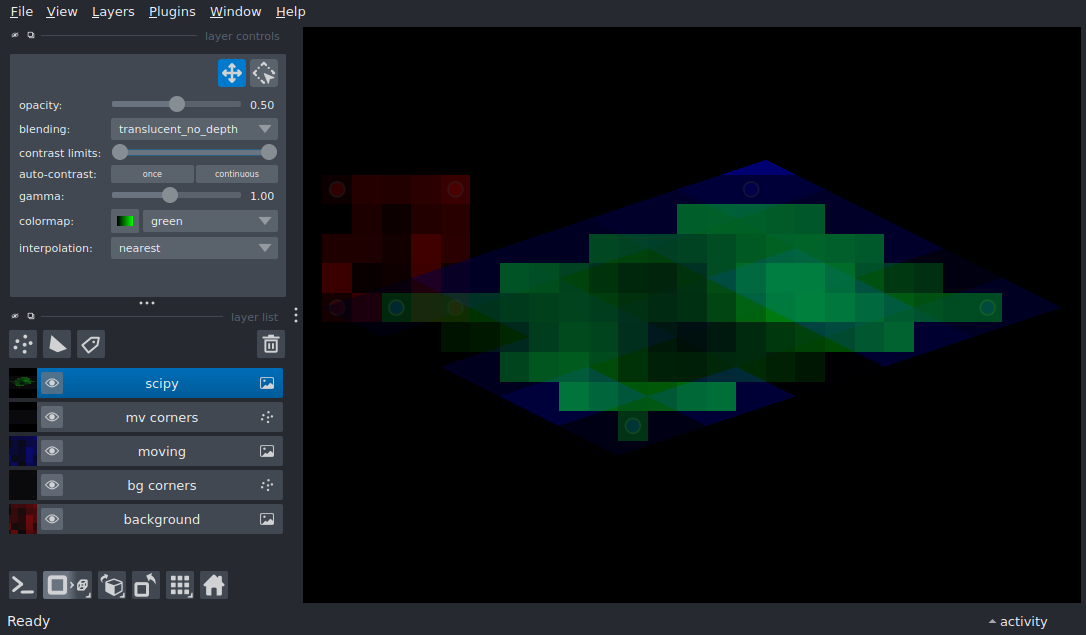 File View Layers Plugins Window Help
layer controls
opacity: 0.50
blending: translucent_no_depth
contrast limits:
auto-contrast: once continuous
gamma: 1.00
colormap: green
interpolation: nearest
layer list
scipy
mv corners
moving
bg corners
background
Ready activity